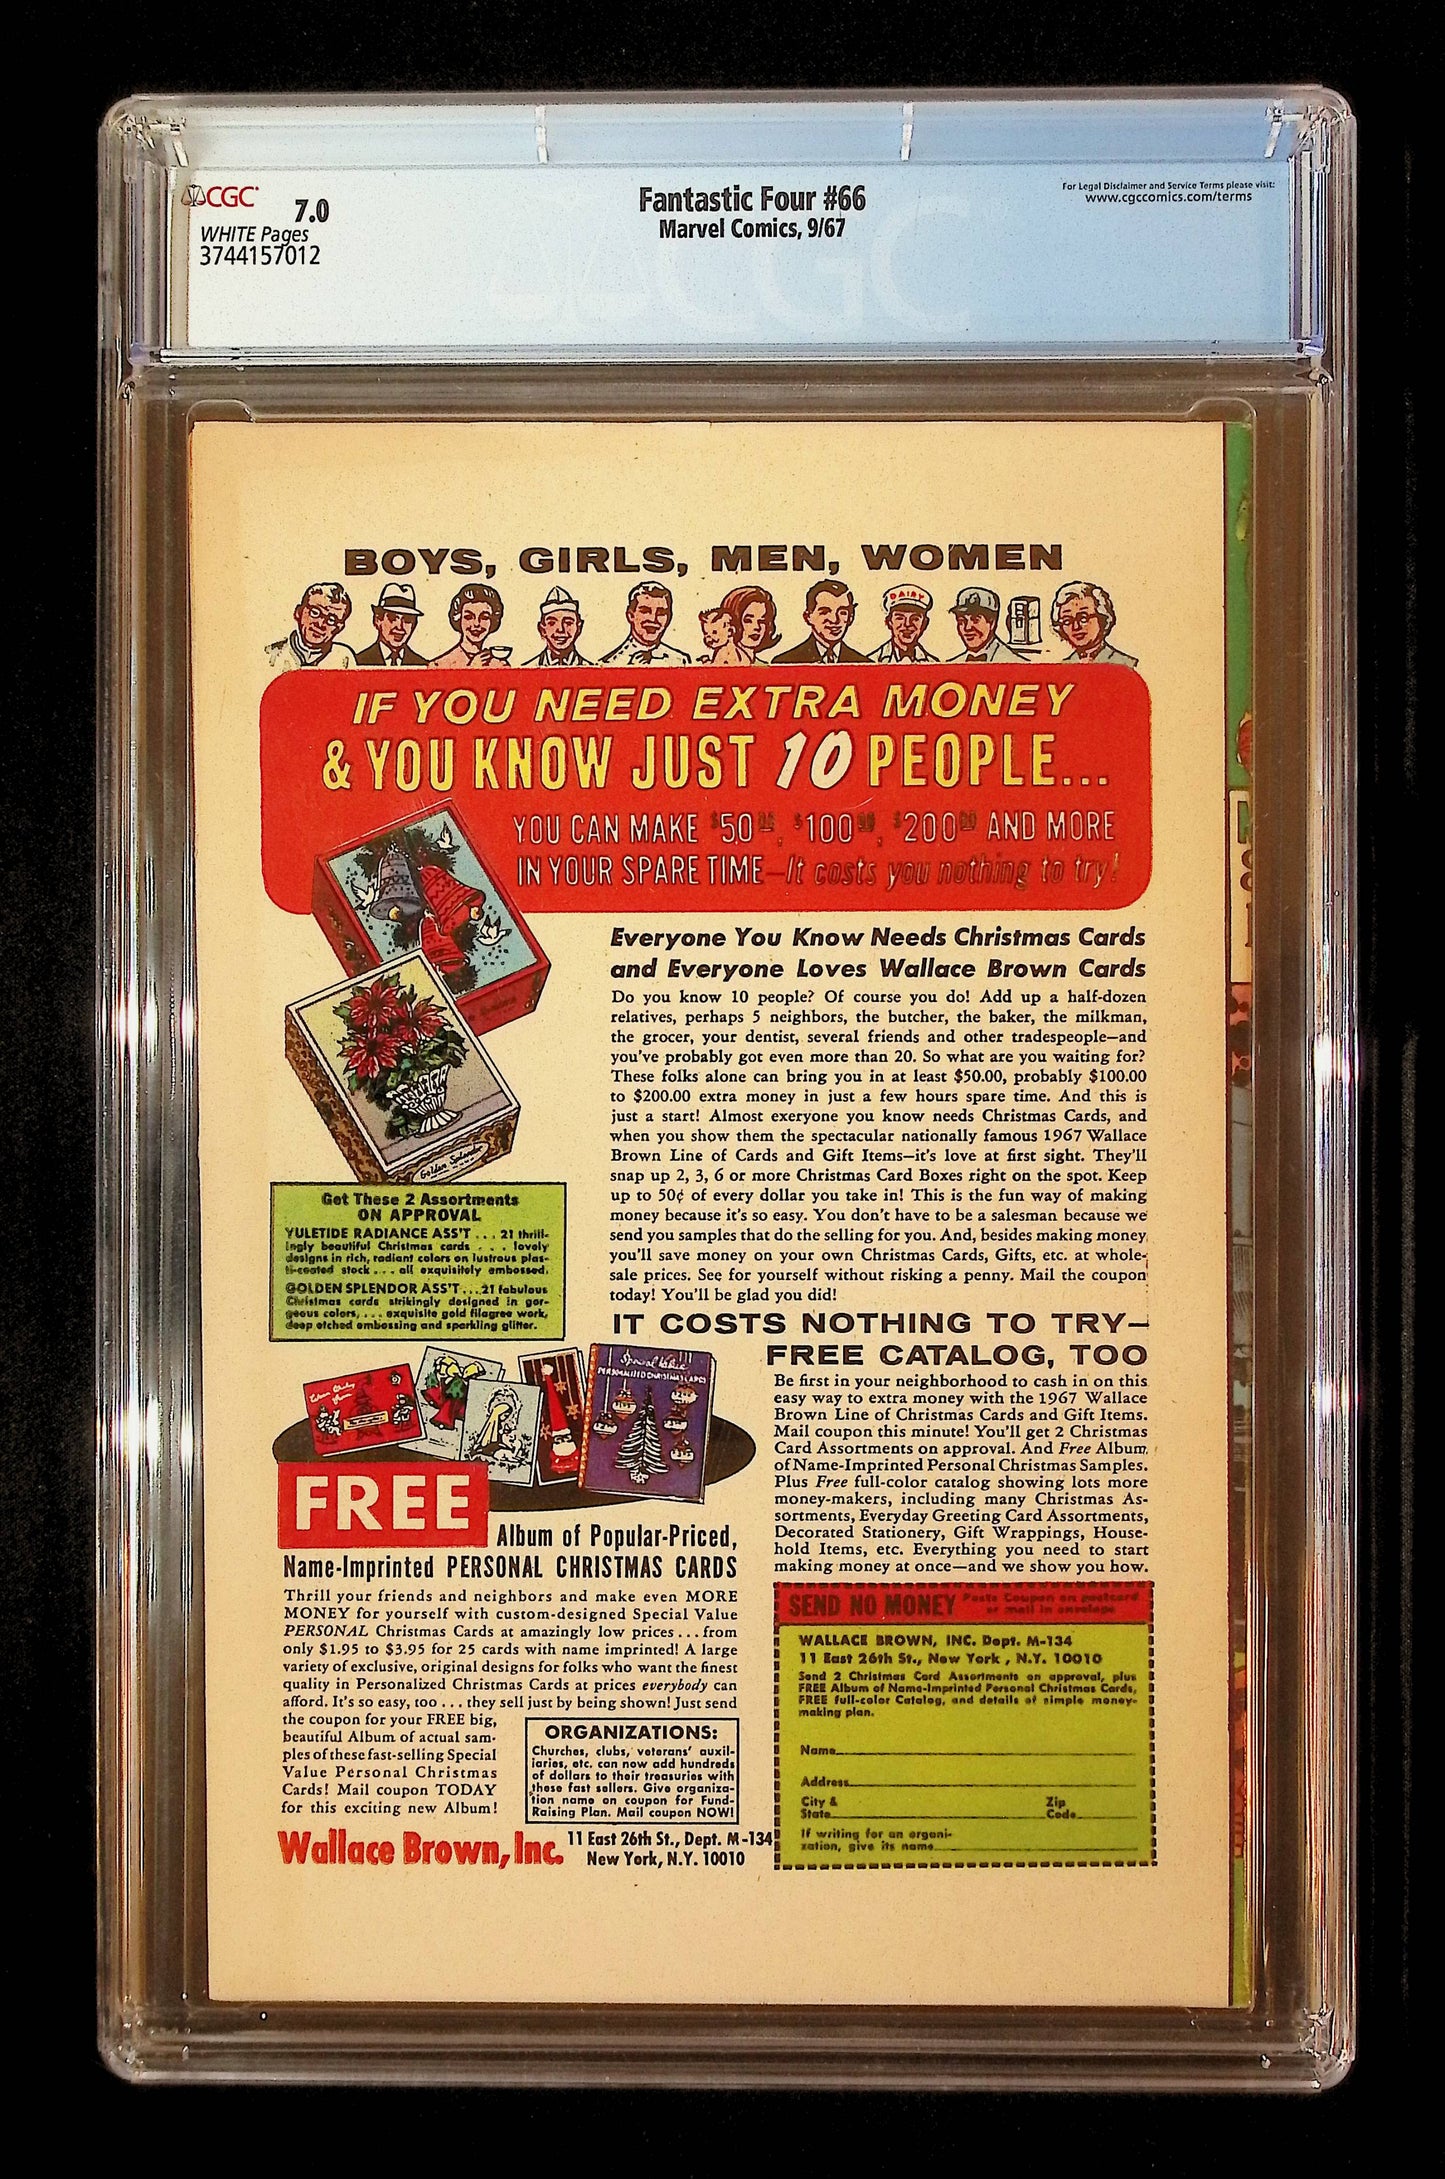 CGC
7.0
WHITE Pages
3744157012
Fantastic Four #66
Marvel Comics, 9/67
For Legal Disclaimer and Service Terms please visit:
www.cgccomics.com/terms
CGC
BOYS, GIRLS, MEN, WOMEN
DAIRY
IF YOU NEED EXTRA MONEY
& YOU KNOW JUST 10 PEOPLE...
YOU CAN MAKE $50.00, $100.00, $200.00 AND MORE
IN YOUR SPARE TIME—It costs you nothing to try!
Everyone You Know Needs Christmas Cards
and Everyone Loves Wallace Brown Cards
Do you know 10 people? Of course you do! Add up a half-dozen
relatives, perhaps 5 neighbors, the butcher, the baker, the milkman,
the grocer, your dentist, several friends and other tradespeople—and
you've probably got even more than 20. So what are you waiting for?
These folks alone can bring you in at least $50.00, probably $100.00
to $200.00 extra money in just a few hours spare time. And this is
just a start! Almost exeryone you know needs Christmas Cards, and
when you show them the spectacular nationally famous 1967 Wallace
Brown Line of Cards and Gift Items—it's love at first sight. They'll
snap up 2, 3, 6 or more Christmas Card Boxes right on the spot. Keep
up to 50¢ of every dollar you take in! This is the fun way of making
money because it's so easy. You don't have to be a salesman because we
send you samples that do the selling for you. And, besides making money
you'll save money on your own Christmas Cards, Gifts, etc. at whole-
sale prices. See for yourself without risking a penny. Mail the coupon
today! You'll be glad you did!
Golden Splendor
Get These 2 Assortments
ON APPROVAL
YULETIDE RADIANCE ASS'T . . . 21 thrill-
ingly beautiful Christmas cards . . . lovely
designs in rich, radiant colors on lustrous plas-
ti-coated stock . . . all exquisitely embossed.
GOLDEN SPLENDOR ASS'T . . . 21 fabulous
Christmas cards strikingly designed in gor-
geous colors, . . . exquisite gold filagree work,
deep etched embossing and sparkling glitter.
IT COSTS NOTHING TO TRY—
FREE CATALOG, TOO
Be first in your neighborhood to cash in on this
easy way to extra money with the 1967 Wallace
Brown Line of Christmas Cards and Gift Items.
Mail coupon this minute! You'll get 2 Christmas
Card Assortments on approval. And Free Album
of Name-Imprinted Personal Christmas Samples.
Plus Free full-color catalog showing lots more
money-makers, including many Christmas As-
sortments, Everyday Greeting Card Assortments,
Decorated Stationery, Gift Wrappings, House-
hold Items, etc. Everything you need to start
making money at once—and we show you how.
Special Value
PERSONALIZED CHRISTMAS CARDS
FREE
Album of Popular-Priced,
Name-Imprinted PERSONAL CHRISTMAS CARDS
Thrill your friends and neighbors and make even MORE
MONEY for yourself with custom-designed Special Value
PERSONAL Christmas Cards at amazingly low prices . . . from
only $1.95 to $3.95 for 25 cards with name imprinted! A large
variety of exclusive, original designs for folks who want the finest
quality in Personalized Christmas Cards at prices everybody can
afford. It's so easy, too . . . they sell just by being shown! Just send
the coupon for your FREE big,
beautiful Album of actual sam-
ples of these fast-selling Special
Value Personal Christmas
Cards! Mail coupon TODAY
for this exciting new Album!
ORGANIZATIONS:
Churches, clubs, veterans' auxil-
iaries, etc. can now add hundreds
of dollars to their treasuries with
these fast sellers. Give organiza-
tion name on coupon for Fund-
Raising Plan. Mail coupon NOW!
Wallace Brown, Inc.
11 East 26th St., Dept. M-134
New York, N.Y. 10010
SEND NO MONEY
Paste Coupon on postcard
or mail in envelope
WALLACE BROWN, INC. Dept. M-134
11 East 26th St., New York , N.Y. 10010
Send 2 Christmas Card Assortments on approval, plus
FREE Album of Name-Imprinted Personal Christmas Cards,
FREE full-color Catalog, and details of simple money-
making plan.
Name
Address
City & State
Zip Code
If writing for an organi-
zation, give its name